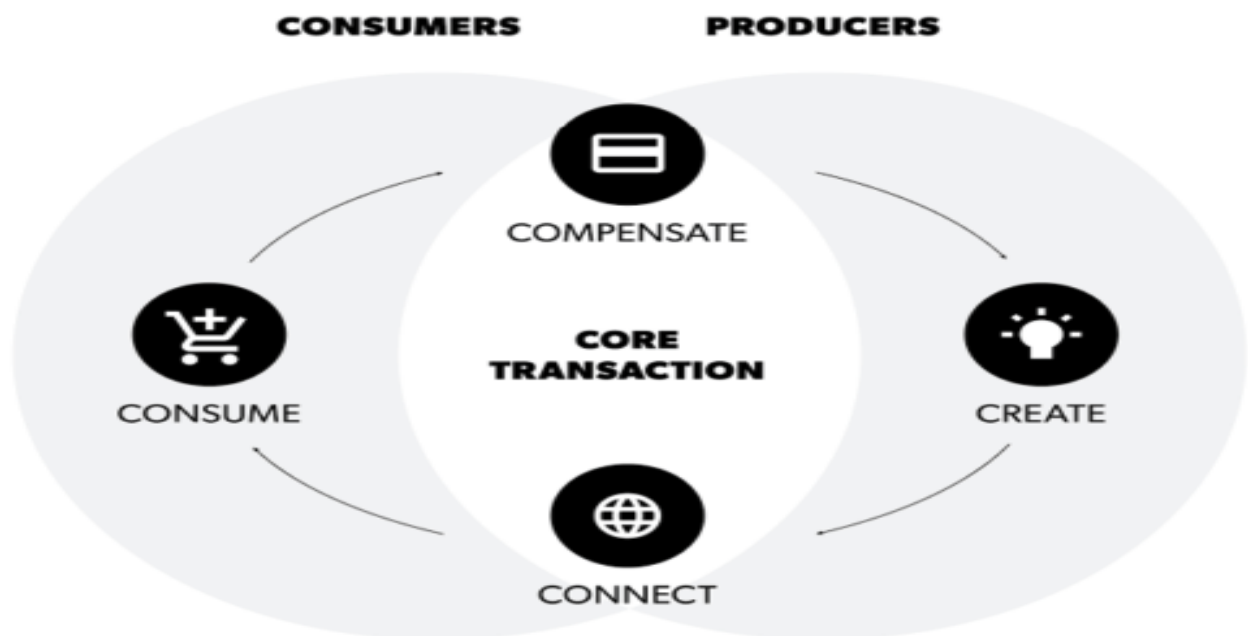 CONSUMERS
PRODUCERS
COMPENSATE
CORE
TRANSACTION
CONSUME
CREATE
CONNECT